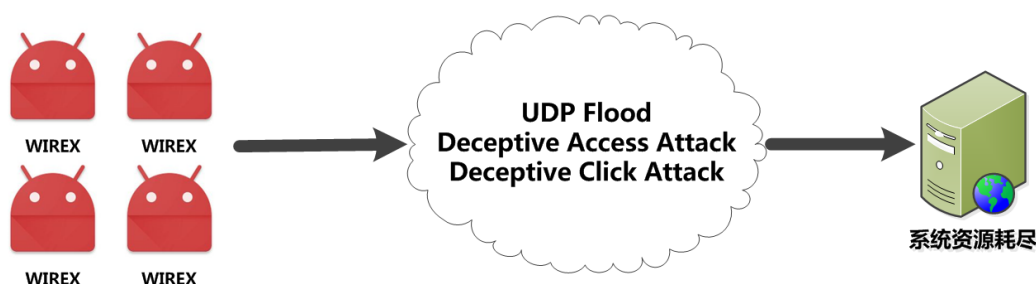 WIREX
WIREX
WIREX
WIREX
UDP Flood
Deceptive Access Attack
Deceptive Click Attack
系统资源耗尽